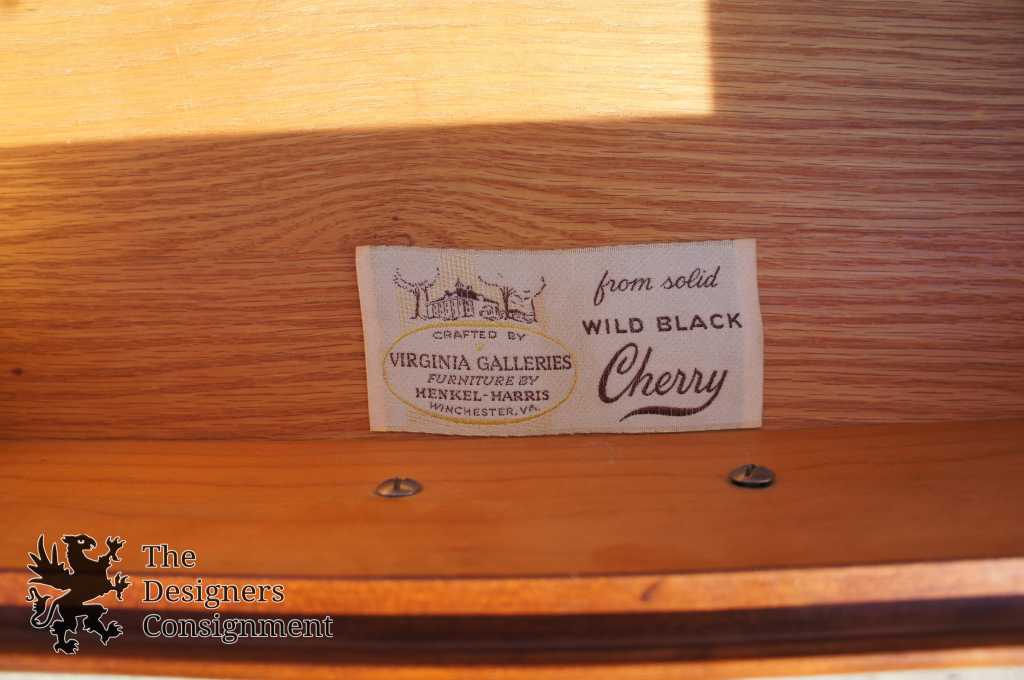 CRAFTED BY
VIRGINIA GALLERIES
FURNITURE BY
HENKEL-HARRIS
WINCHESTER, VA.
from solid
WILD BLACK
Cherry
The
Designers
Consignment